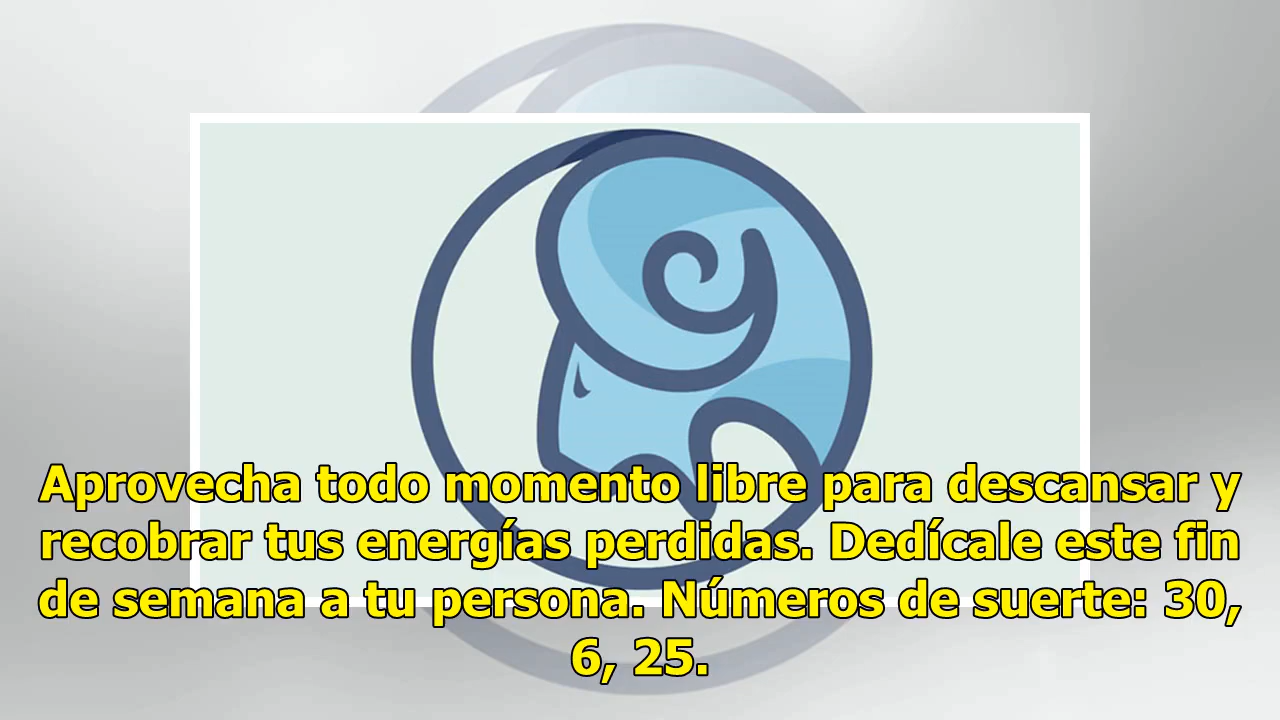 Aprovecha todo momento libre para descansar y
recobrar tus energías perdidas. Dedícale este fin
de semana a tu persona. Números de suerte: 30,
6, 25.